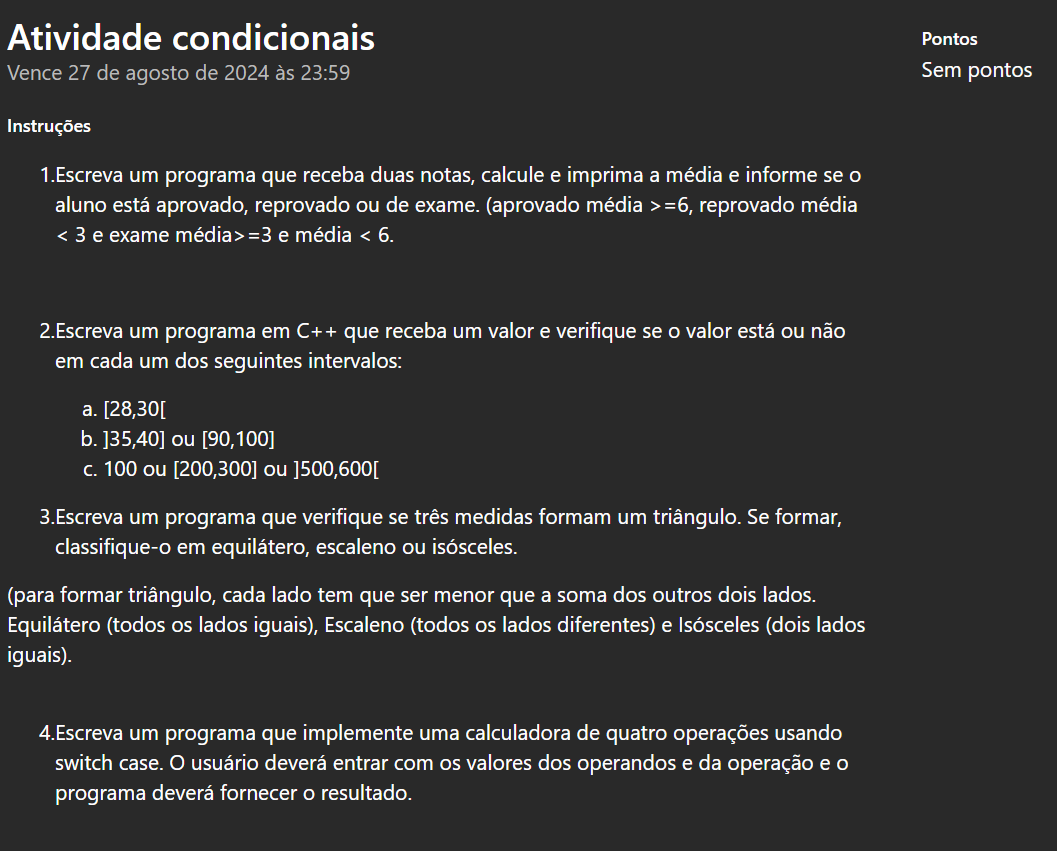 Atividade condicionais
Pontos
Vence 27 de agosto de 2024 às 23:59
Sem pontos
Instruções
1.Escreva um programa que receba duas notas, calcule e imprima a média e informe se o
aluno está aprovado, reprovado ou de exame. (aprovado média >=6, reprovado média
< 3 e exame média>=3 e média < 6.
2.Escreva um programa em C++ que receba um valor e verifique se o valor está ou não
em cada um dos seguintes intervalos:
a. [28,30[
b. ]35,40] ou [90,100]
c. 100 ou [200,300] ou ]500,600[
3.Escreva um programa que verifique se três medidas formam um triângulo. Se formar,
classifique-o em equilátero, escaleno ou isósceles.
(para formar triângulo, cada lado tem que ser menor que a soma dos outros dois lados.
Equilátero (todos os lados iguais), Escaleno (todos os lados diferentes) e Isósceles (dois lados
iguais).
4.Escreva um programa que implemente uma calculadora de quatro operações usando
switch case. O usuário deverá entrar com os valores dos operandos e da operação e o
programa deverá fornecer o resultado.